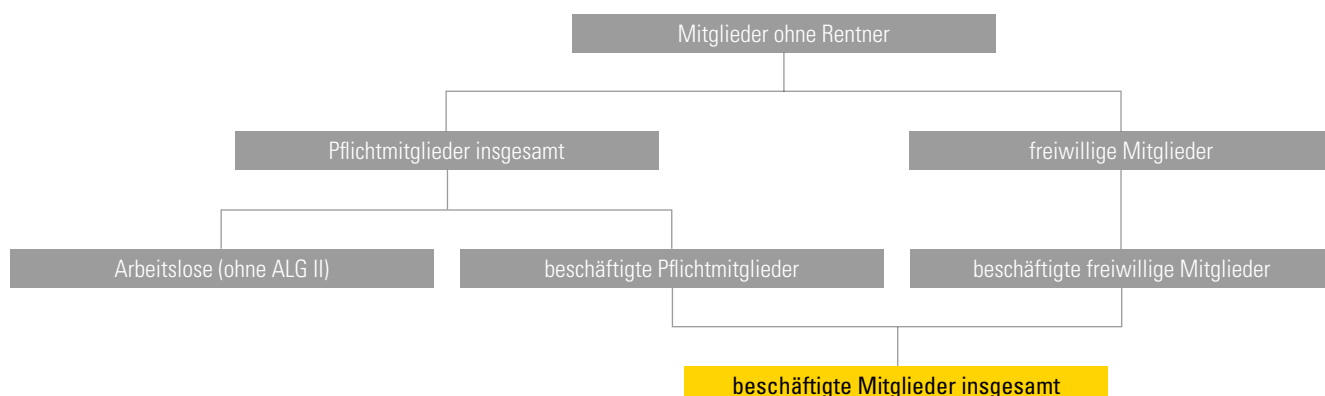 Mitglieder ohne Rentner
Pflichtmitglieder insgesamt
freiwillige Mitglieder
Arbeitslose (ohne ALG II)
beschäftigte Pflichtmitglieder
beschäftigte freiwillige Mitglieder
beschäftigte Mitglieder insgesamt